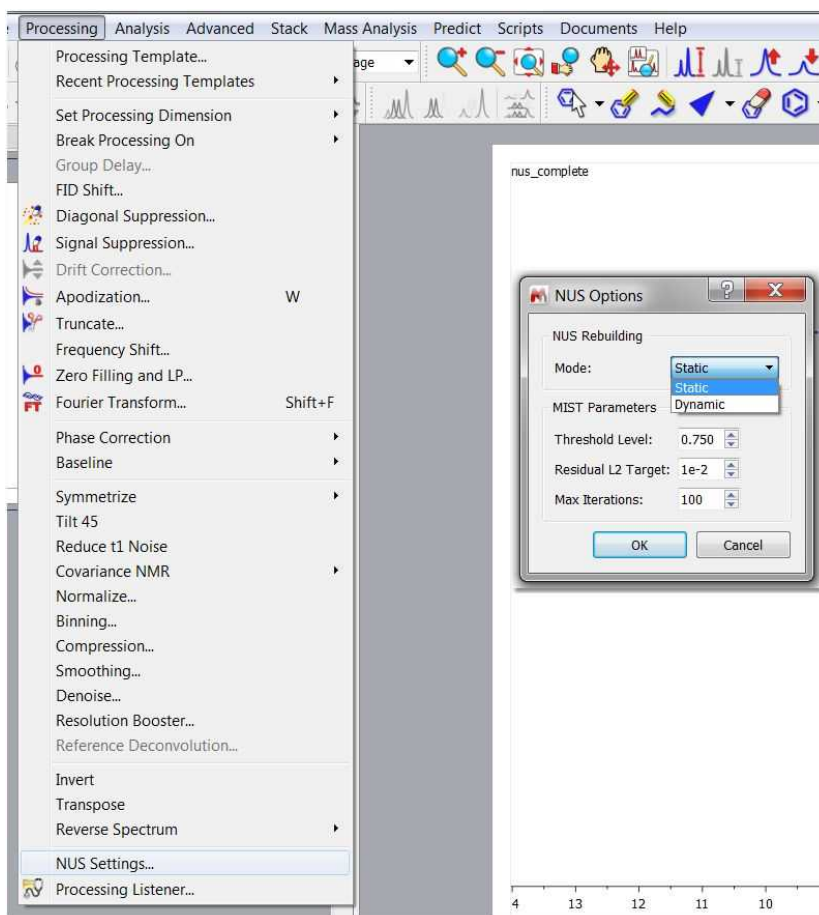 Processing Analysis Advanced Stack Mass Analysis Predict Scripts Documents Help
Processing Template...
Recent Processing Templates
Set Processing Dimension
Break Processing On
Group Delay...
FID Shift...
Diagonal Suppression...
Signal Suppression...
Drift Correction...
Apodization... W
Truncate...
Frequency Shift...
Zero Filling and LP...
FT Fourier Transform... Shift+F
Phase Correction
Baseline
Symmetrize
Tilt 45
Reduce t1 Noise
Covariance NMR
Normalize...
Binning...
Compression...
Smoothing...
Denoise...
Resolution Booster...
Reference Deconvolution...
Invert
Transpose
Reverse Spectrum
NUS Settings...
Processing Listener...
age
nus_complete
NUS Options
NUS Rebuilding
Mode: Static
Static
Dynamic
MIST Parameters
Threshold Level: 0.750
Residual L2 Target: 1e-2
Max Iterations: 100
OK Cancel
4 13 12 11 10